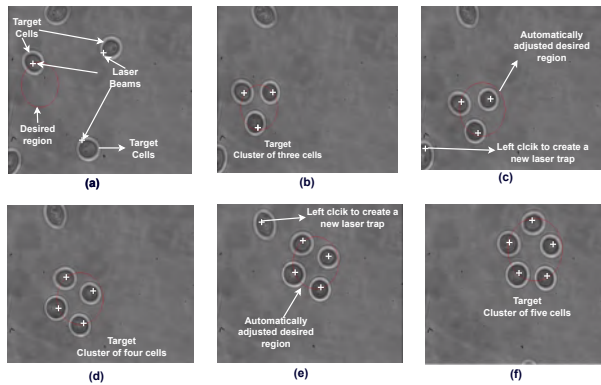 Target
Cells
Laser
Beams
Desired
region
Target
Cells
(a)
Target
Cluster of three cells
(b)
Automatically
adjusted desired
region
Left clcik to create a
new laser trap
(c)
Target
Cluster of four cells
(d)
Left clcik to create a
new laser trap
Automatically
adjusted desired
region
(e)
Target
Cluster of five cells
(f)